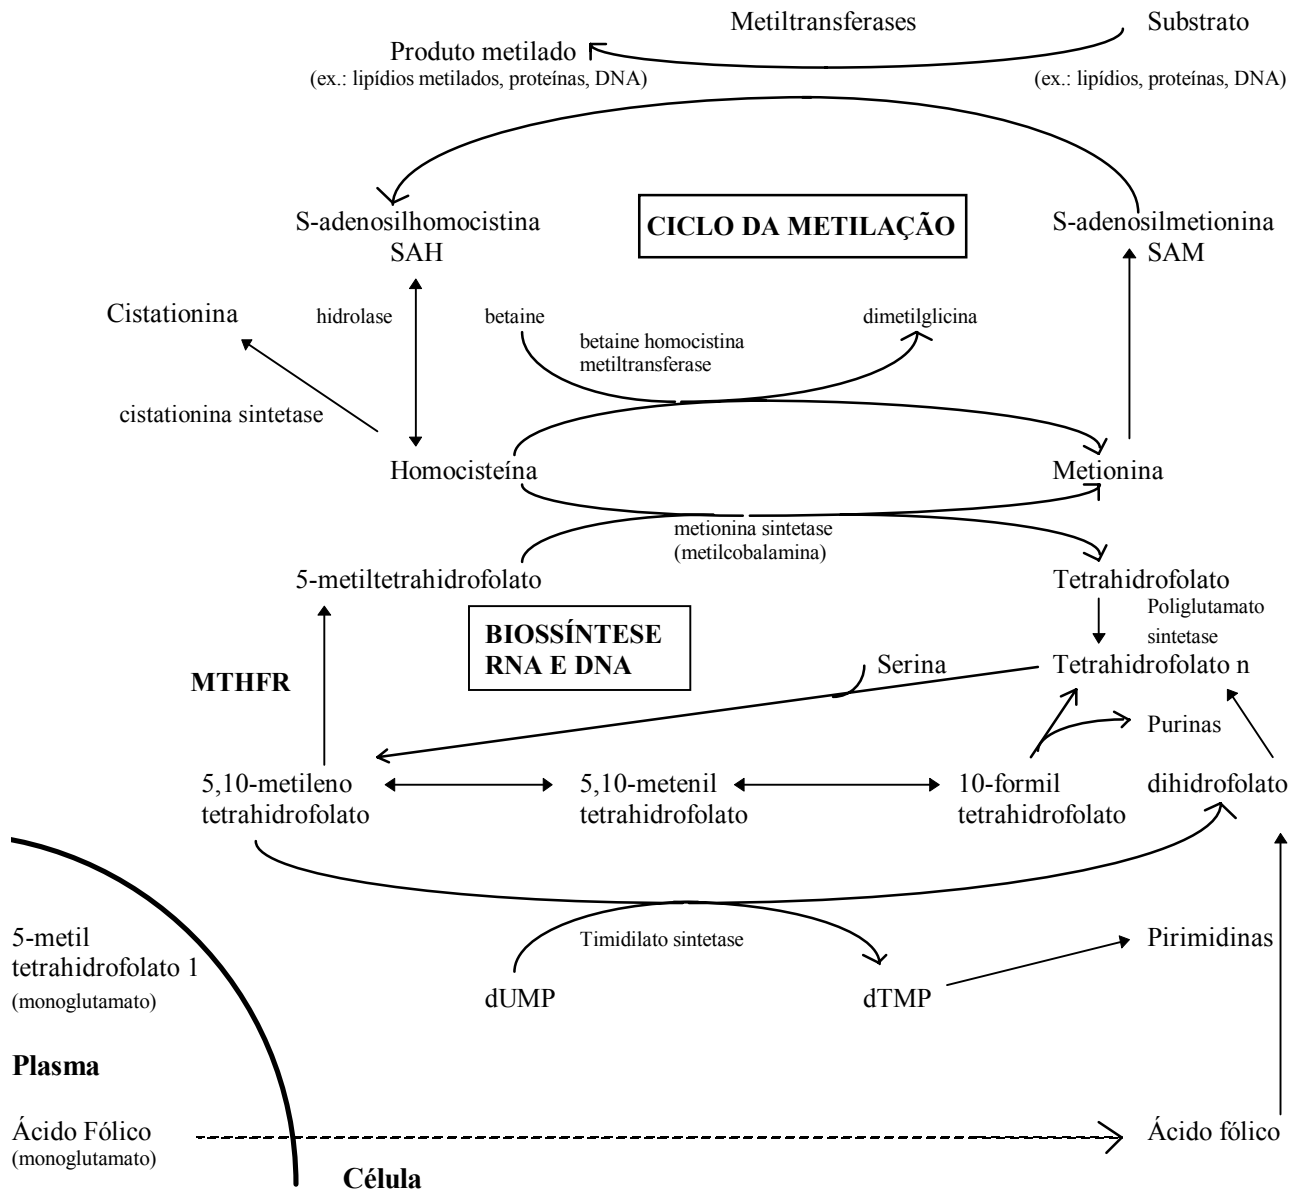 Metiltransferases
Substrato
Produto metilado
(ex.: lipídios metilados, proteínas, DNA)
(ex.: lipídios, proteínas, DNA)
S-adenosilhomocistina
SAH
CICLO DA METILAÇÃO
S-adenosilmetionina
SAM
Cistationina
hidrolase
betaine
dimetilglicina
betaine homocistina
metiltransferase
cistationina sintetase
Homocisteína
Metionina
metionina sintetase
(metilcobalamina)
5-metiltetrahidrofolato
Tetrahidrofolato
Poliglutamato
sintetase
BIOSSÍNTESE
RNA E DNA
Serina
Tetrahidrofolato n
MTHFR
Purinas
5,10-metileno
tetrahidrofolato
5,10-metenil
tetrahidrofolato
10-formil
tetrahidrofolato
dihidrofolato
5-metil
tetrahidrofolato 1
(monoglutamato)
Timidilato sintetase
Pirimidinas
dUMP
dTMP
Plasma
Ácido Fólico
(monoglutamato)
Ácido fólico
Célula